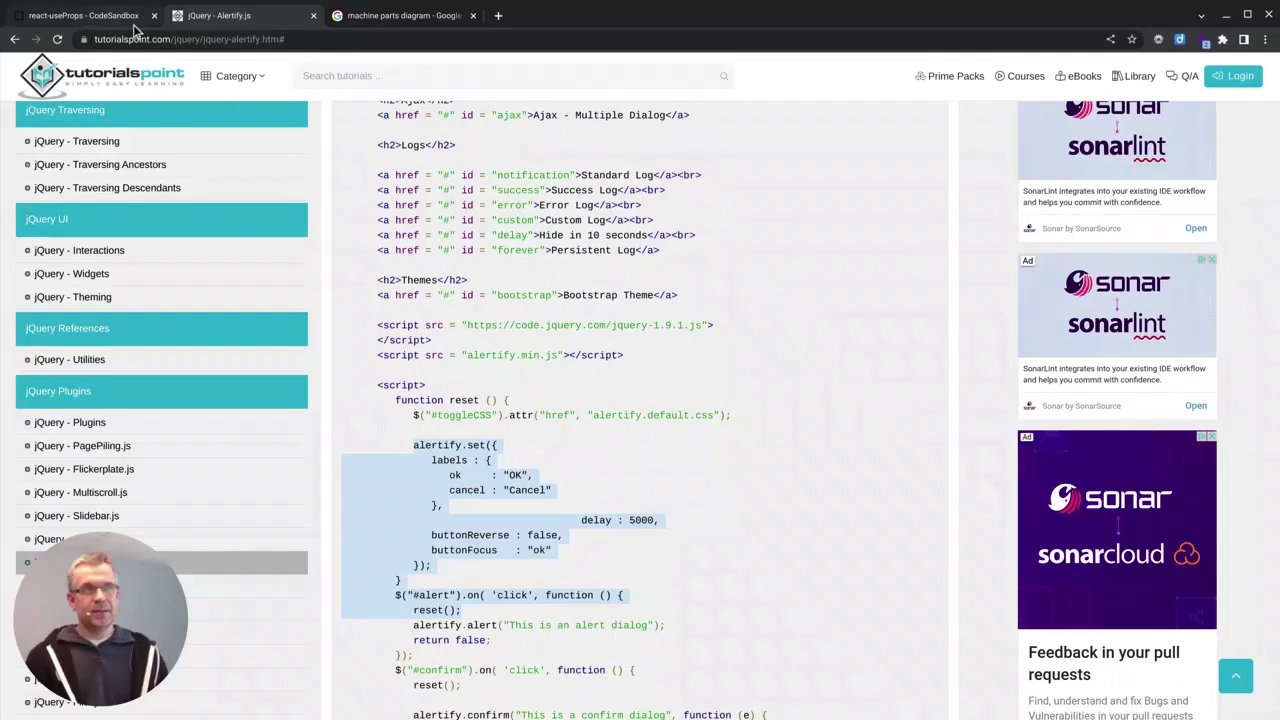 react-useProps - CodeSandbox
jQuery - Alertify.js
machine parts diagram - Google
tutorialspoint.com/jquery/jquery-alertify.htm#
2
tutorialspoint
SIMPLY EASY LEARNING
Category
Search tutorials ...
Prime Packs
Courses
eBooks
Library
Q/A
Login
jQuery Traversing
jQuery - Traversing
jQuery - Traversing Ancestors
jQuery - Traversing Descendants
jQuery UI
jQuery - Interactions
jQuery - Widgets
jQuery - Theming
jQuery References
jQuery - Utilities
jQuery Plugins
jQuery - Plugins
jQuery - PagePiling.js
jQuery - Flickerplate.js
jQuery - Multiscroll.js
jQuery - Slidebar.js
<h2>Ajax</h2>
<a href = "#" id = "ajax">Ajax - Multiple Dialog</a>
<h2>Logs</h2>
<a href = "#" id = "notification">Standard Log</a><br>
<a href = "#" id = "success">Success Log</a><br>
<a href = "#" id = "error">Error Log</a><br>
<a href = "#" id = "custom">Custom Log</a><br>
<a href = "#" id = "delay">Hide in 10 seconds</a><br>
<a href = "#" id = "forever">Persistent Log</a>
<h2>Themes</h2>
<a href = "#" id = "bootstrap">Bootstrap Theme</a>
<script src = "https://code.jquery.com/jquery-1.9.1.js">
</script>
<script src = "alertify.min.js"></script>
<script>
function reset () {
$("#toggleCSS").attr("href", "alertify.default.css");
alertify.set({
labels : {
ok : "OK",
cancel : "Cancel"
},
delay : 5000,
buttonReverse : false,
buttonFocus : "ok"
});
}
$("#alert").on( 'click', function () {
reset();
alertify.alert("This is an alert dialog");
return false;
});
$("#confirm").on( 'click', function () {
reset();
alertify.confirm("This is a confirm dialog", function (e) {
sonar
sonarlint
SonarLint integrates into your existing IDE workflow
and helps you commit with confidence.
Sonar by SonarSource
Open
Ad
sonar
sonarlint
SonarLint integrates into your existing IDE workflow
and helps you commit with confidence.
Sonar by SonarSource
Open
Ad
sonar
sonarcloud
Feedback in your pull
requests
Find, understand and fix Bugs and
Vulnerabilities in your pull requests